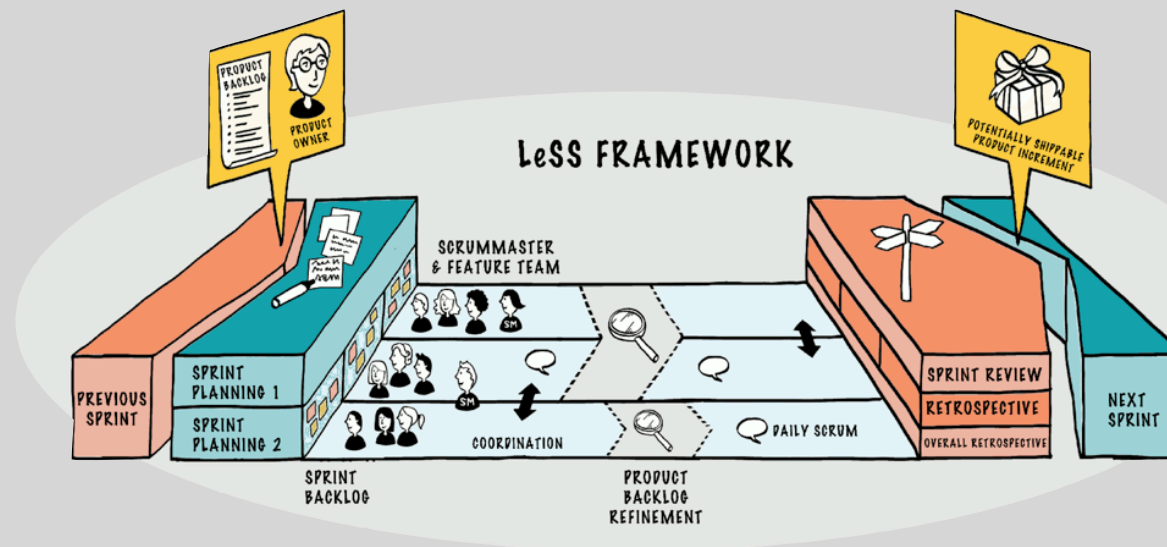 PRODUCT
BACKLOG
PRODUCT
OWNER
LeSS FRAMEWORK
POTENTIALLY SHIPPABLE
PRODUCT INCREMENT
SCRUMMASTER
& FEATURE TEAM
SM
SM
PREVIOUS
SPRINT
SPRINT
PLANNING 1
SPRINT
PLANNING 2
COORDINATION
DAILY SCRUM
SPRINT REVIEW
RETROSPECTIVE
OVERALL RETROSPECTIVE
NEXT
SPRINT
SPRINT
BACKLOG
PRODUCT
BACKLOG
REFINEMENT